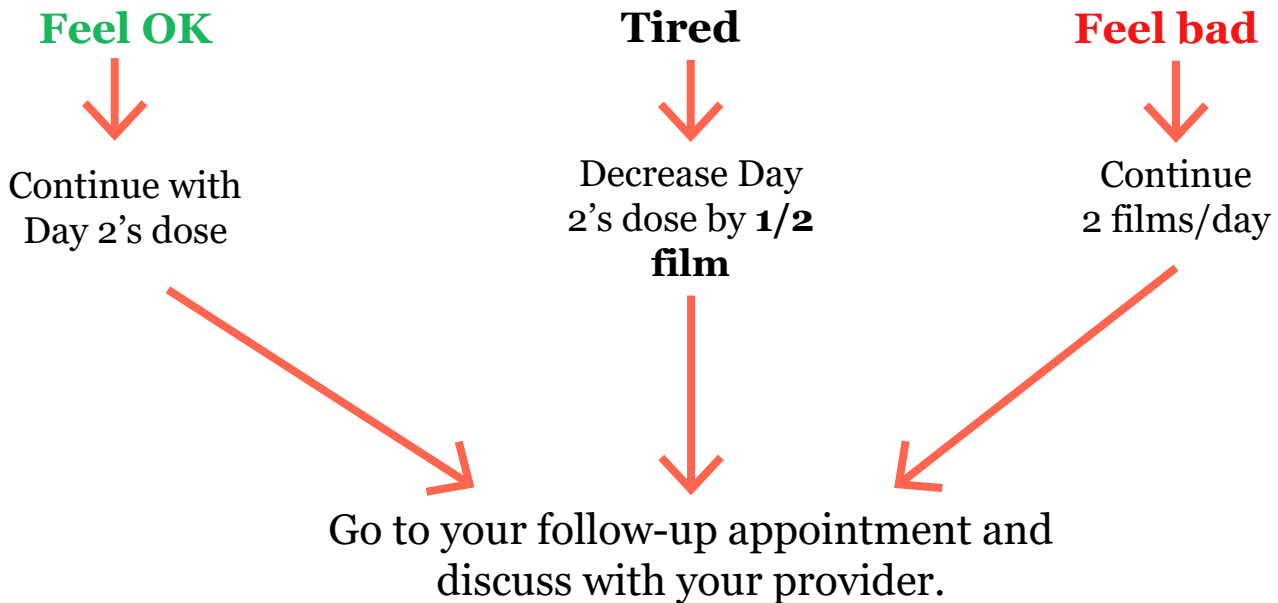 Feel OK
Tired
Feel bad
Continue with
Day 2’s dose
Decrease Day
2’s dose by 1/2
film
Continue
2 films/day
Go to your follow-up appointment and
discuss with your provider.